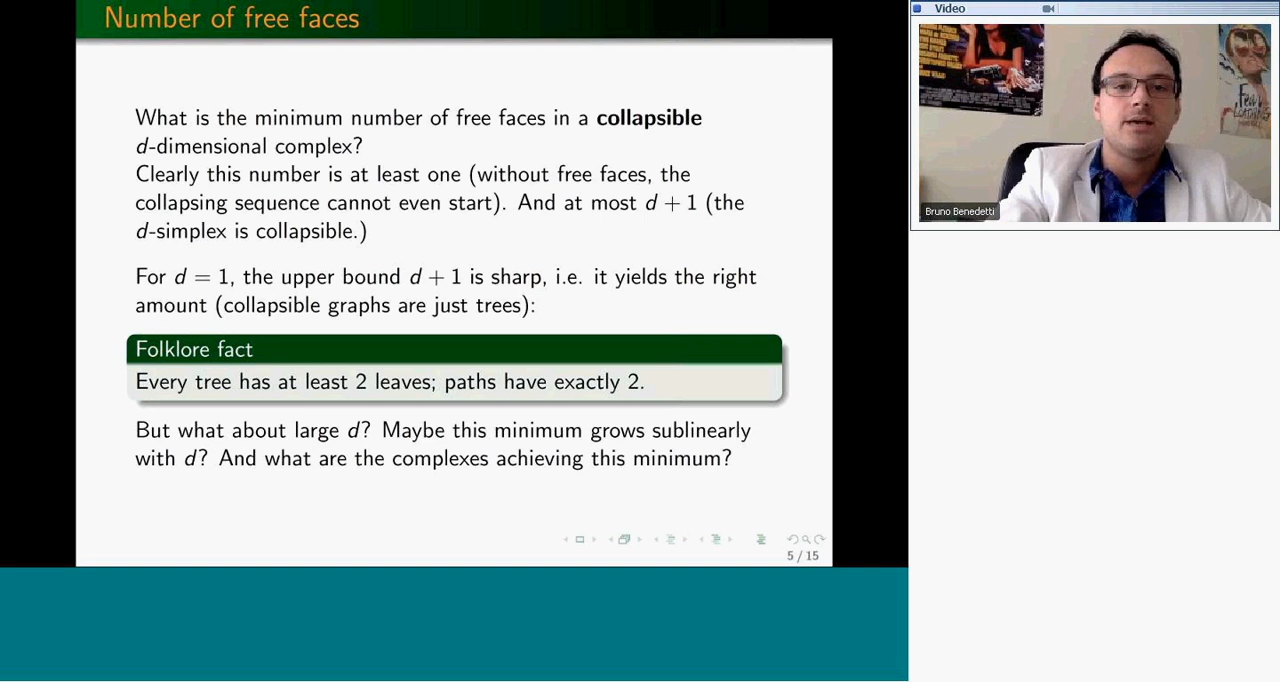 Number of free faces
What is the minimum number of free faces in a collapsible
d-dimensional complex?
Clearly this number is at least one (without free faces, the
collapsing sequence cannot even start). And at most d + 1 (the
d-simplex is collapsible.)
For d = 1, the upper bound d + 1 is sharp, i.e. it yields the right
amount (collapsible graphs are just trees):
Folklore fact
Every tree has at least 2 leaves; paths have exactly 2.
But what about large d? Maybe this minimum grows sublinearly
with d? And what are the complexes achieving this minimum?
5 / 15
Video
Fear
Bruno Benedetti